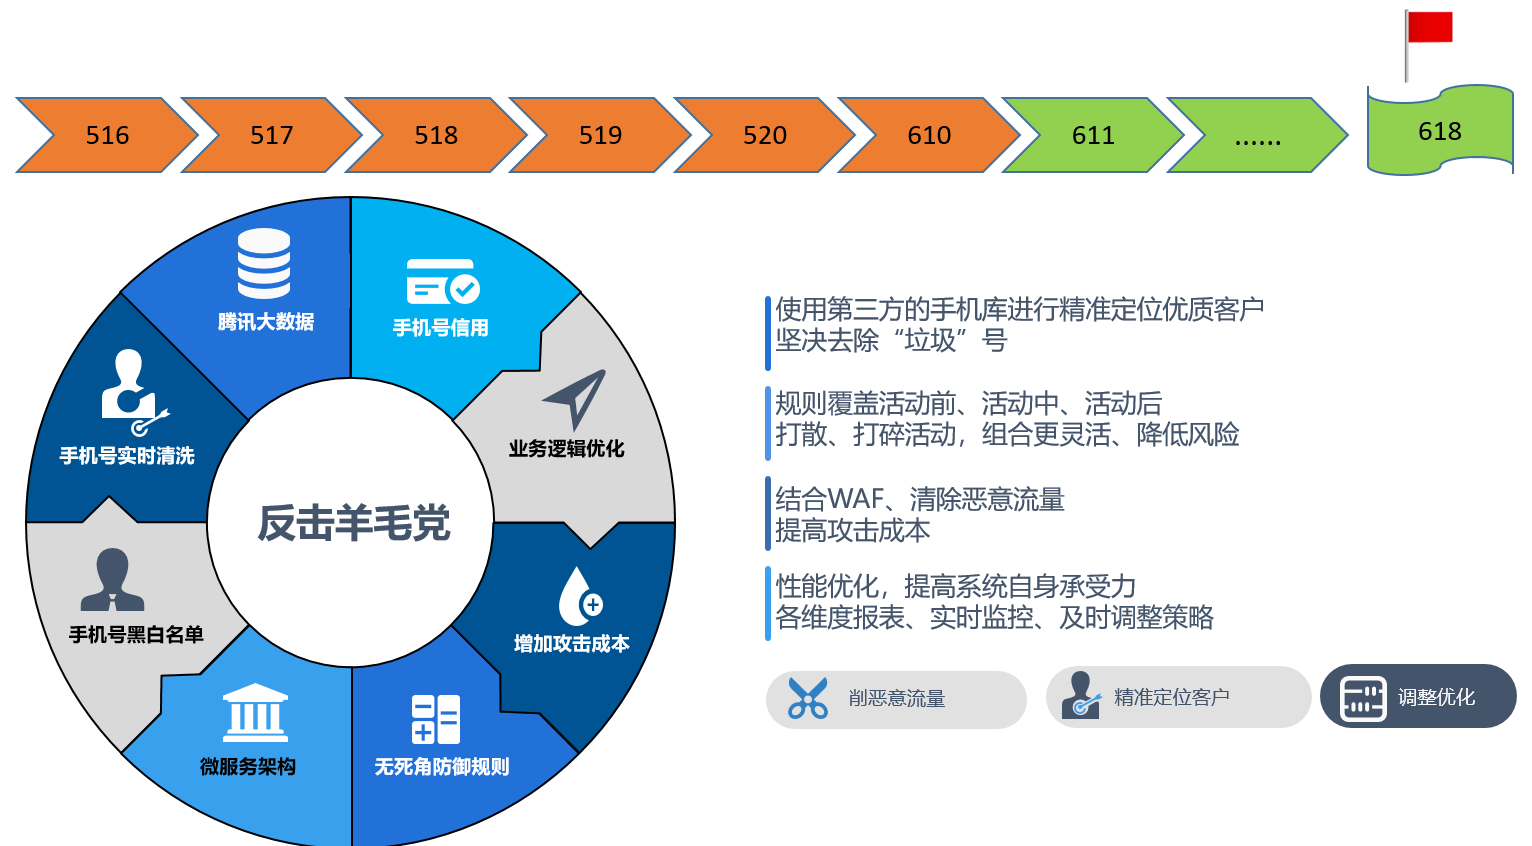 516
517
518
519
520
610
611
......
618
腾讯大数据
手机号信用
业务逻辑优化
增加攻击成本
无死角防御规则
微服务架构
手机号黑白名单
手机号实时清洗
反击羊毛党
使用第三方的手机库进行精准定位优质客户
坚决去除“垃圾”号
规则覆盖活动前、活动中、活动后
打散、打碎活动，组合更灵活、降低风险
结合WAF、清除恶意流量
提高攻击成本
性能优化，提高系统自身承受力
各维度报表、实时监控、及时调整策略
削恶意流量
精准定位客户
调整优化